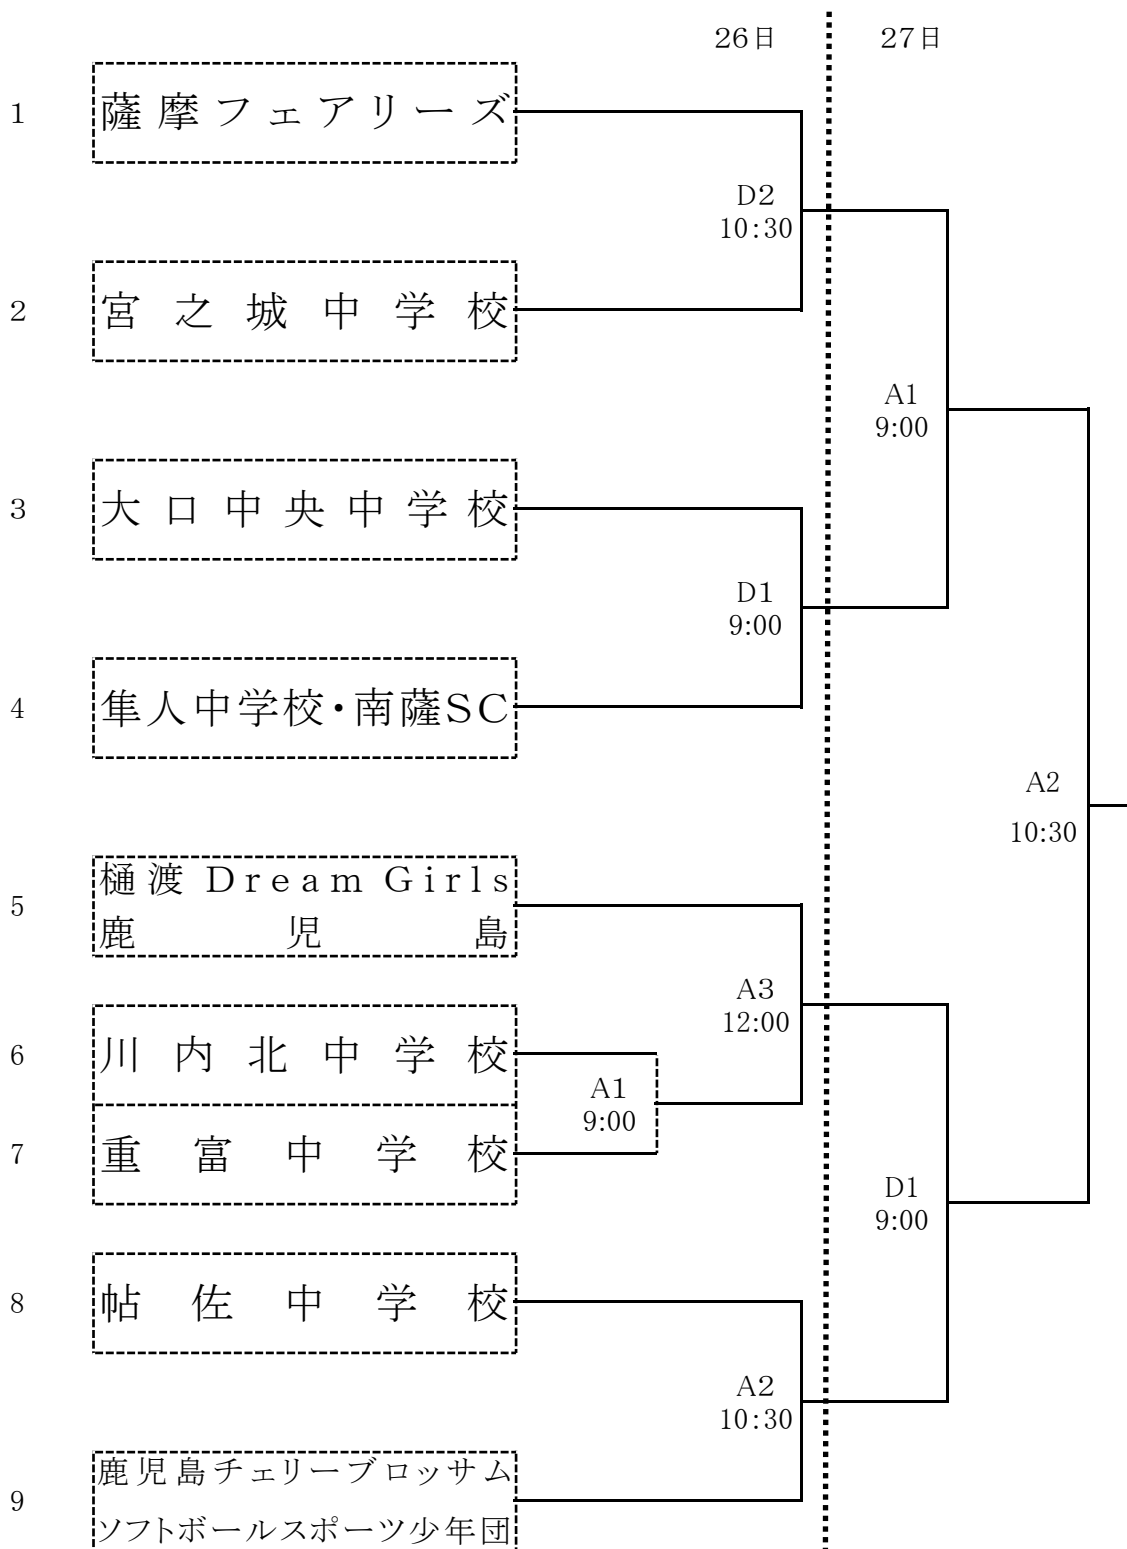 26日 27日
1 薩摩フェアリーズ
D2
10:30
2 宮之城中学校
A1
9:00
3 大口中央中学校
D1
9:00
4 隼人中学校・南薩SC
A2
10:30
5 樋渡 Dream Girls
鹿児島
A3
12:00
6 川内北中学校
A1
9:00
7 重富中学校
D1
9:00
8 帖佐中学校
A2
10:30
9 鹿児島チェリーブロッサム
ソフトボールスポーツ少年団